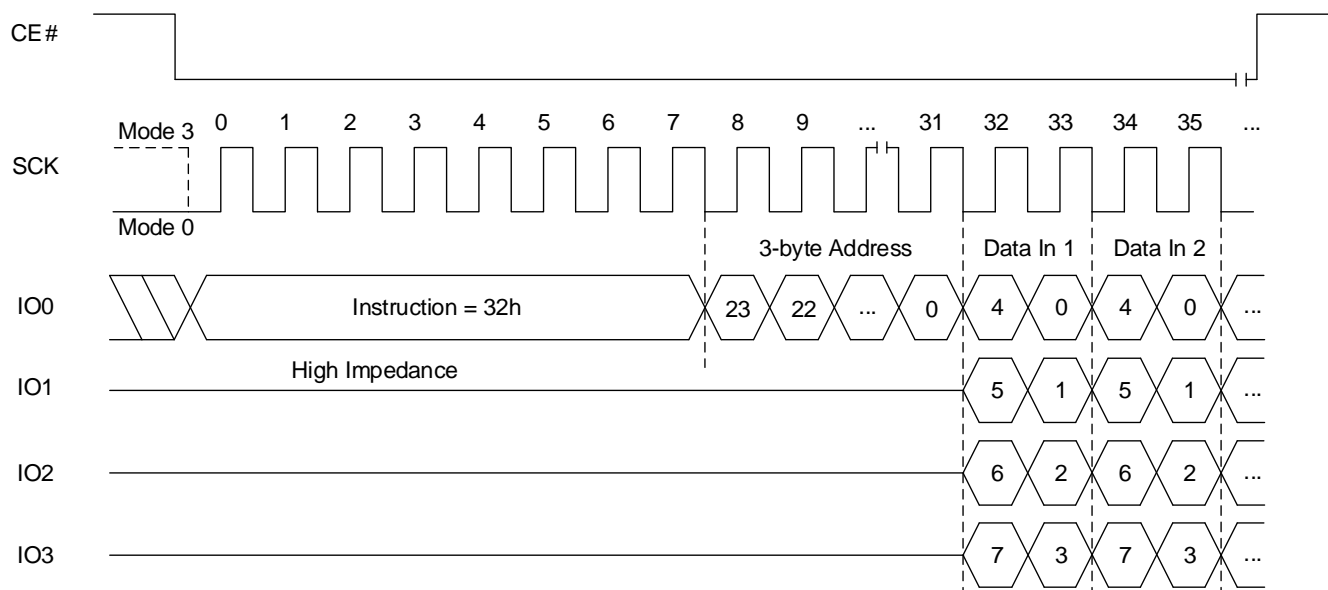 CE#
Mode 3 0 1 2 3 4 5 6 7 8 9 ... 31 32 33 34 35 ...
SCK
Mode 0
3-byte Address Data In 1 Data In 2
IO0 Instruction = 32h 23 22 ... 0 4 0 4 0 ...
High Impedance
IO1 5 1 5 1 ...
IO2 6 2 6 2 ...
IO3 7 3 7 3 ...